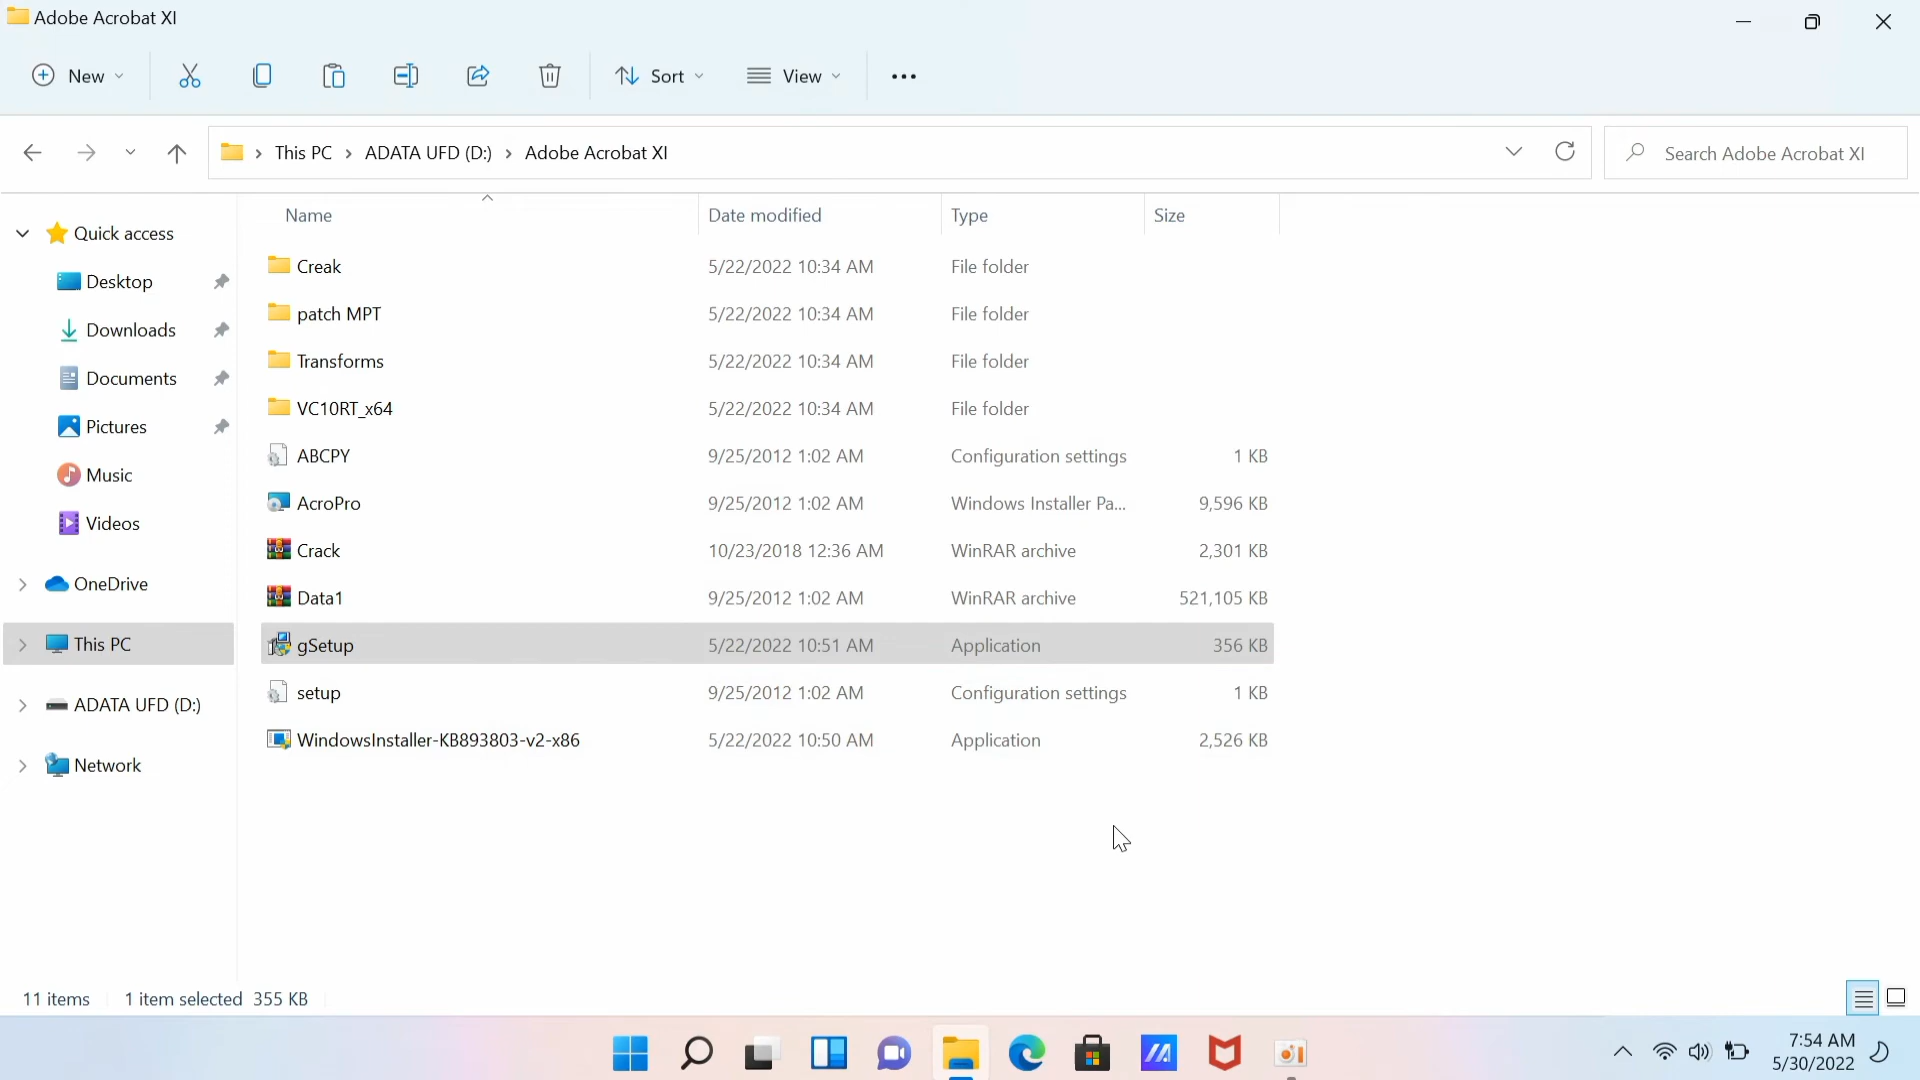 Adobe Acrobat XI
New
Sort
View
This PC > ADATA UFD (D:) > Adobe Acrobat XI
Search Adobe Acrobat XI
Name Date modified Type Size
Quick access
Desktop
Downloads
Documents
Pictures
Music
Videos
OneDrive
This PC
ADATA UFD (D:)
Network
Creak 5/22/2022 10:34 AM File folder
patch MPT 5/22/2022 10:34 AM File folder
Transforms 5/22/2022 10:34 AM File folder
VC10RT_x64 5/22/2022 10:34 AM File folder
ABCPY 9/25/2012 1:02 AM Configuration settings 1 KB
AcroPro 9/25/2012 1:02 AM Windows Installer Pa... 9,596 KB
Crack 10/23/2018 12:36 AM WinRAR archive 2,301 KB
Data1 9/25/2012 1:02 AM WinRAR archive 521,105 KB
gSetup 5/22/2022 10:51 AM Application 356 KB
setup 9/25/2012 1:02 AM Configuration settings 1 KB
WindowsInstaller-KB893803-v2-x86 5/22/2022 10:50 AM Application 2,526 KB
11 items 1 item selected 355 KB
7:54 AM
5/30/2022